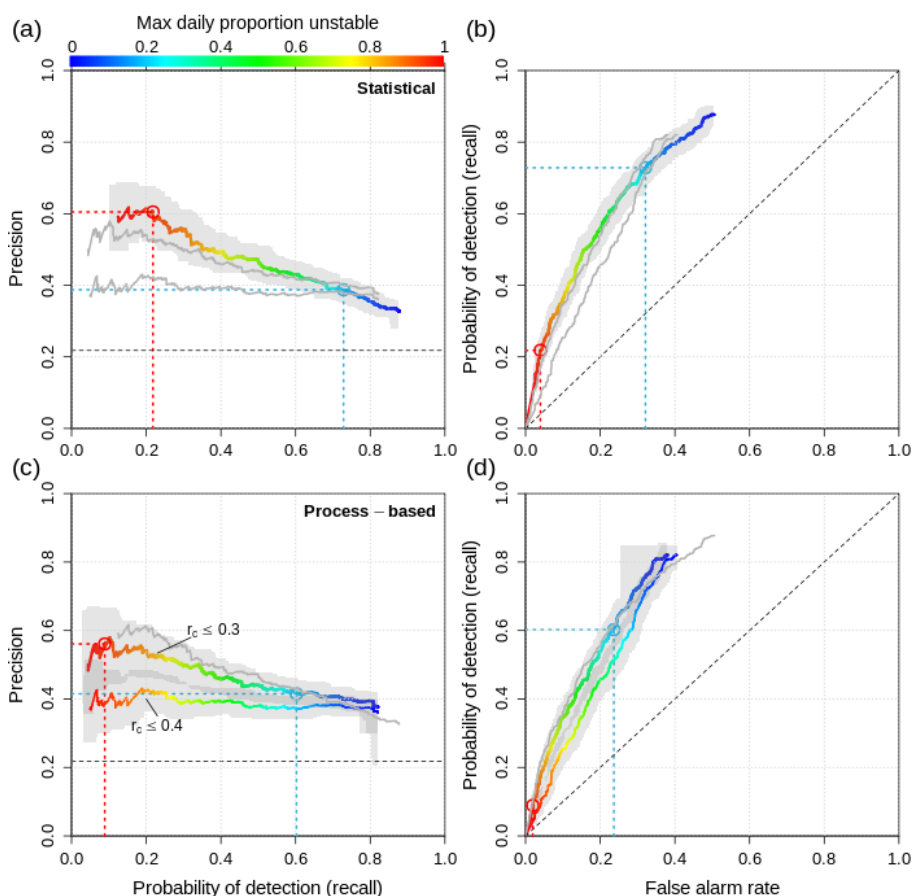 (a) Max daily proportion unstable (b)
0 0.2 0.4 0.6 0.8 1
Statistical
Precision
0.0 0.2 0.4 0.6 0.8 1.0
0.0 0.2 0.4 0.6 0.8 1.0
Probability of detection (recall)
0.0 0.2 0.4 0.6 0.8 1.0
0.0 0.2 0.4 0.6 0.8 1.0
(c) (d)
Process – based
r_c ≤ 0.3
r_c ≤ 0.4
Precision
0.0 0.2 0.4 0.6 0.8 1.0
0.0 0.2 0.4 0.6 0.8 1.0
Probability of detection (recall)
Probability of detection (recall)
0.0 0.2 0.4 0.6 0.8 1.0
0.0 0.2 0.4 0.6 0.8 1.0
False alarm rate